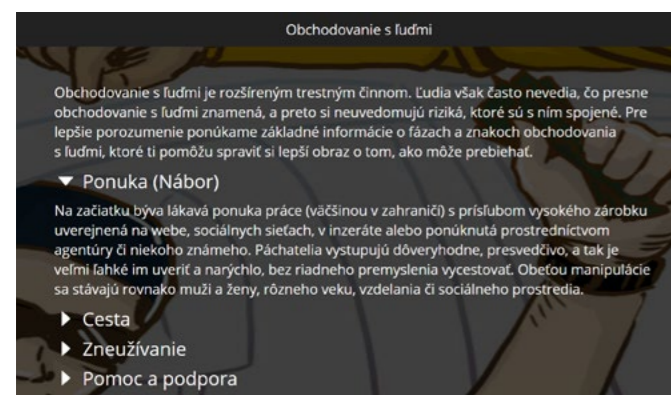 Obchodovanie s ľuďmi
Obchodovanie s ľuďmi je rozšíreným trestným činnom. Ľudia však často nevedia, čo presne
obchodovanie s ľuďmi znamená, a preto si neuvedomujú riziká, ktoré sú s ním spojené. Pre
lepšie porozumenie ponúkame základné informácie o fázach a znakoch obchodovania
s ľuďmi, ktoré ti pomôžu spraviť si lepší obraz o tom, ako môže prebiehať.
▼ Ponuka (Nábor)
Na začiatku býva lákavá ponuka práce (väčšinou v zahraničí) s prísľubom vysokého zárobku
uverejnená na webe, sociálnych sieťach, v inzeráte alebo ponúknutá prostredníctvom
agentúry či niekoho známeho. Páchatelia vystupujú dôveryhodne, presvedčivo, a tak je
veľmi ľahké im uveriť a narýchlo, bez riadneho premyslenia vycestovať. Obeťou manipulácie
sa stávajú rovnako muži a ženy, rôzneho veku, vzdelania či sociálneho prostredia.
▶ Cesta
▶ Zneužívanie
▶ Pomoc a podpora